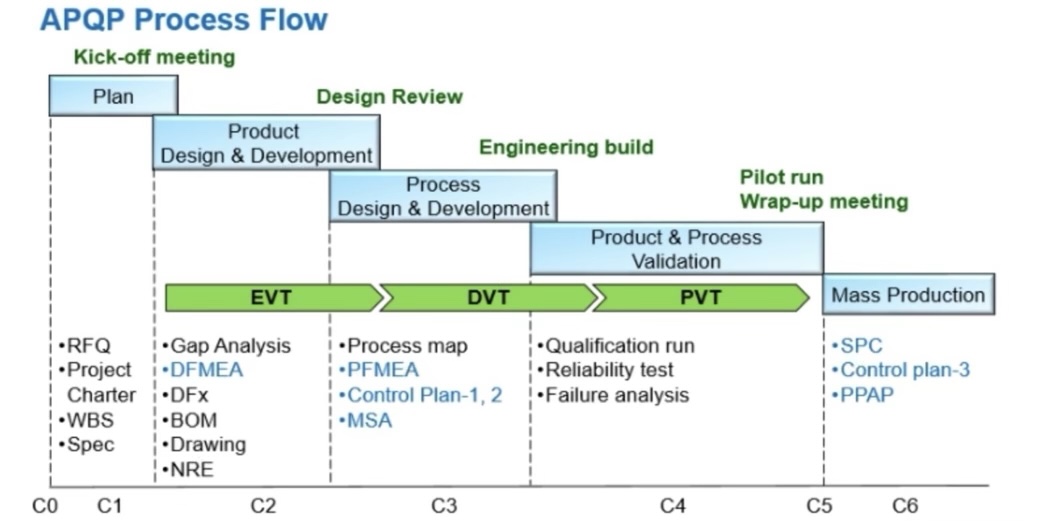 APQP Process Flow
Kick-off meeting
Plan
Design Review
Product
Design & Development
Engineering build
Process
Design & Development
Pilot run
Wrap-up meeting
Product & Process
Validation
EVT
DVT
PVT
Mass Production
•RFQ
•Project
Charter
•WBS
•Spec
•Gap Analysis
•DFMEA
•DFx
•BOM
•Drawing
•NRE
•Process map
•PFMEA
•Control Plan-1, 2
•MSA
•Qualification run
•Reliability test
•Failure analysis
•SPC
•Control plan-3
•PPAP
C0
C1
C2
C3
C4
C5
C6